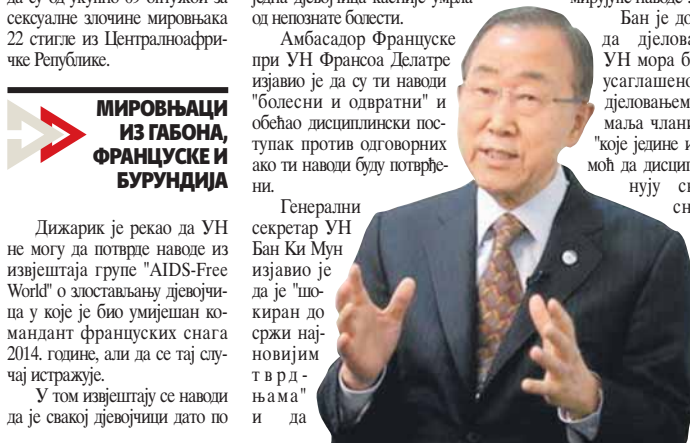 да су од укупно 69 оптужби за
сексуалне злочине мировњака
22 стигле из Централноафри-
чке Републике.
МИРОВЊАЦИ
ИЗ ГАБОНА,
ФРАНЦУСКЕ И
БУРУНДИЈА
Дижарик је рекао да УН
не могу да потврде наводе из
извјештаја групе "AIDS-Free
World" о злостављању дјевојчи-
ца у које је био умијешан ко-
мандант француских снага
2014. године, али да се тај слу-
чај истражује.
У том извјештају се наводи
да је свакој дјевојчици дато по
једна дјевојчица касније умрла
од непознате болести.
Амбасадор Француске
при УН Франсоа Делатре
изјавио је да су ти наводи
"болесни и одвратни" и
обећао дисциплински пос-
тупак против одговорних
ако ти наводи буду потврђе-
ни.
Генерални
секретар УН
Бан Ки Мун
изјавио је
да је "шо-
киран до
сржи нај-
новијим
тврд-
њама"
и да
Бан је до
да дјелова
УН мора б
усаглашено
дјеловањем
маља члани
"које једине и
моћ да дисцип
нују